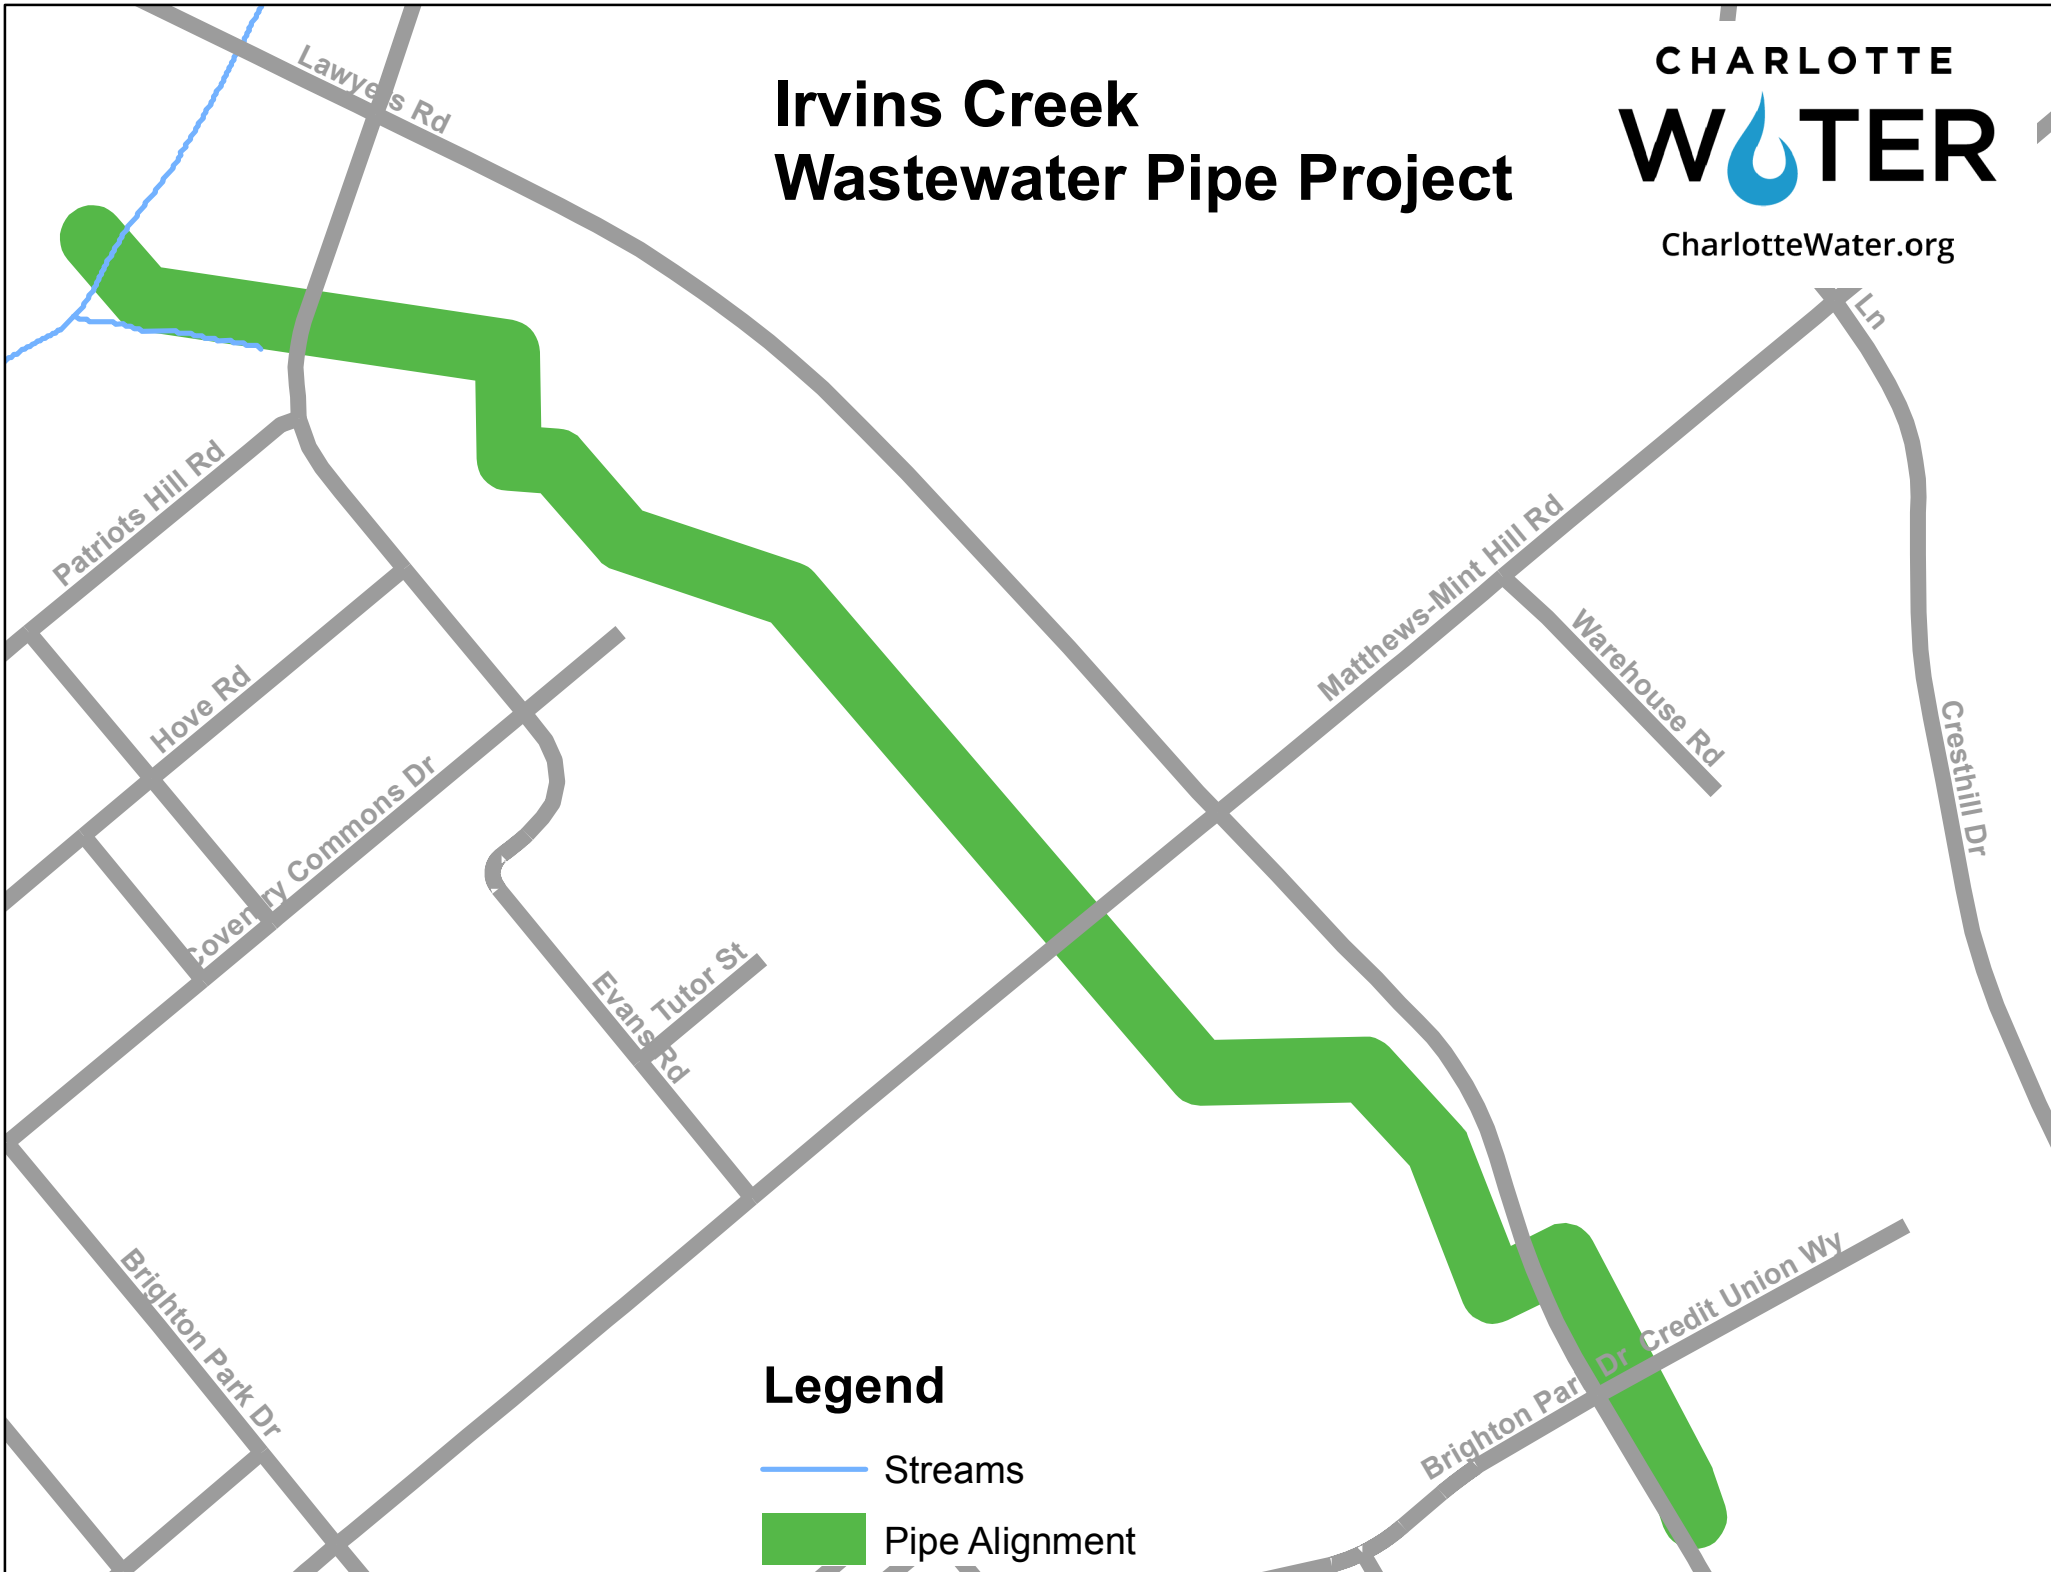 Irvins Creek
Wastewater Pipe Project
CHARLOTTE
WATER
CharlotteWater.org
Lawyers Rd
Ln
Patriots Hill Rd
Matthews-Mint Hill Rd
Warehouse Rd
Hove Rd
Cresthill Dr
Coventry Commons Dr
Tutor St
Evans Rd
Credit Union Wy
Brighton Park Dr
Brighton Par Dr
Legend
Streams
Pipe Alignment